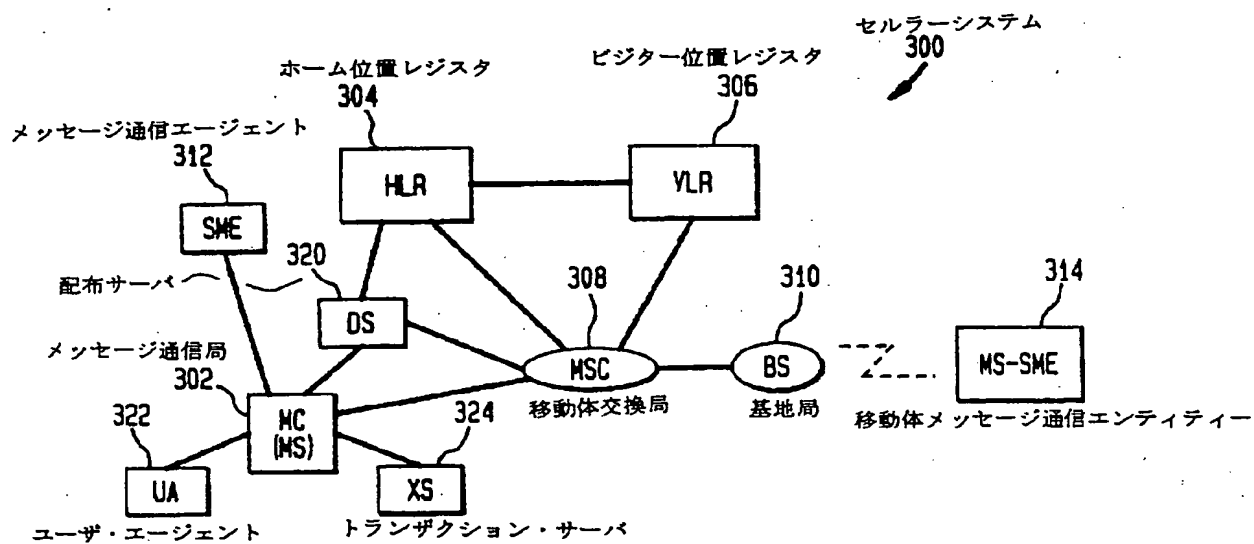 セルラーシステム
300
ホーム位置レジスタ
304
ビジター位置レジスタ
306
メッセージ通信エージェント
312
HLR
VLR
SME
320
配布サーバ
308
310
314
DS
メッセージ通信局
302
MSC
BS
MS-SME
移動体交換局
基地局
移動体メッセージ通信エンティティー
322
MC
(MS)
324
UA
XS
ユーザ・エージェント
トランザクション・サーバ